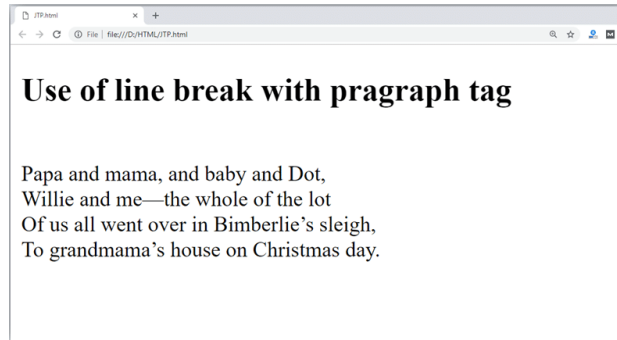 JTP.html
File | file:///D:/HTML/JTP.html
Use of line break with pragraph tag
Papa and mama, and baby and Dot,
Willie and me—the whole of the lot
Of us all went over in Bimberlie’s sleigh,
To grandmama’s house on Christmas day.